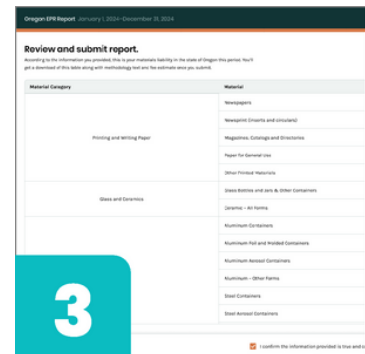 Oregon EPR Report January 1, 2024–December 31, 2024
Review and submit report.
According to the information you provided, this is your materials liability in the state of Oregon this period. You'll
get a download of this table along with methodology text and fee estimate once you submit.
Material Category Material
Newspapers
Newsprint (inserts and circulars)
Printing and Writing Paper Magazines, Catalogs and Directories
Paper for General Use
Other Printed Materials
Glass and Ceramics Glass Bottles and Jars & Other Containers
Ceramic – All Forms
Aluminum Containers
Aluminum Foil and Molded Containers
Aluminum Aerosol Containers
Aluminum – Other Forms
Steel Containers
Steel Aerosol Containers
3
I confirm the information provided is true and